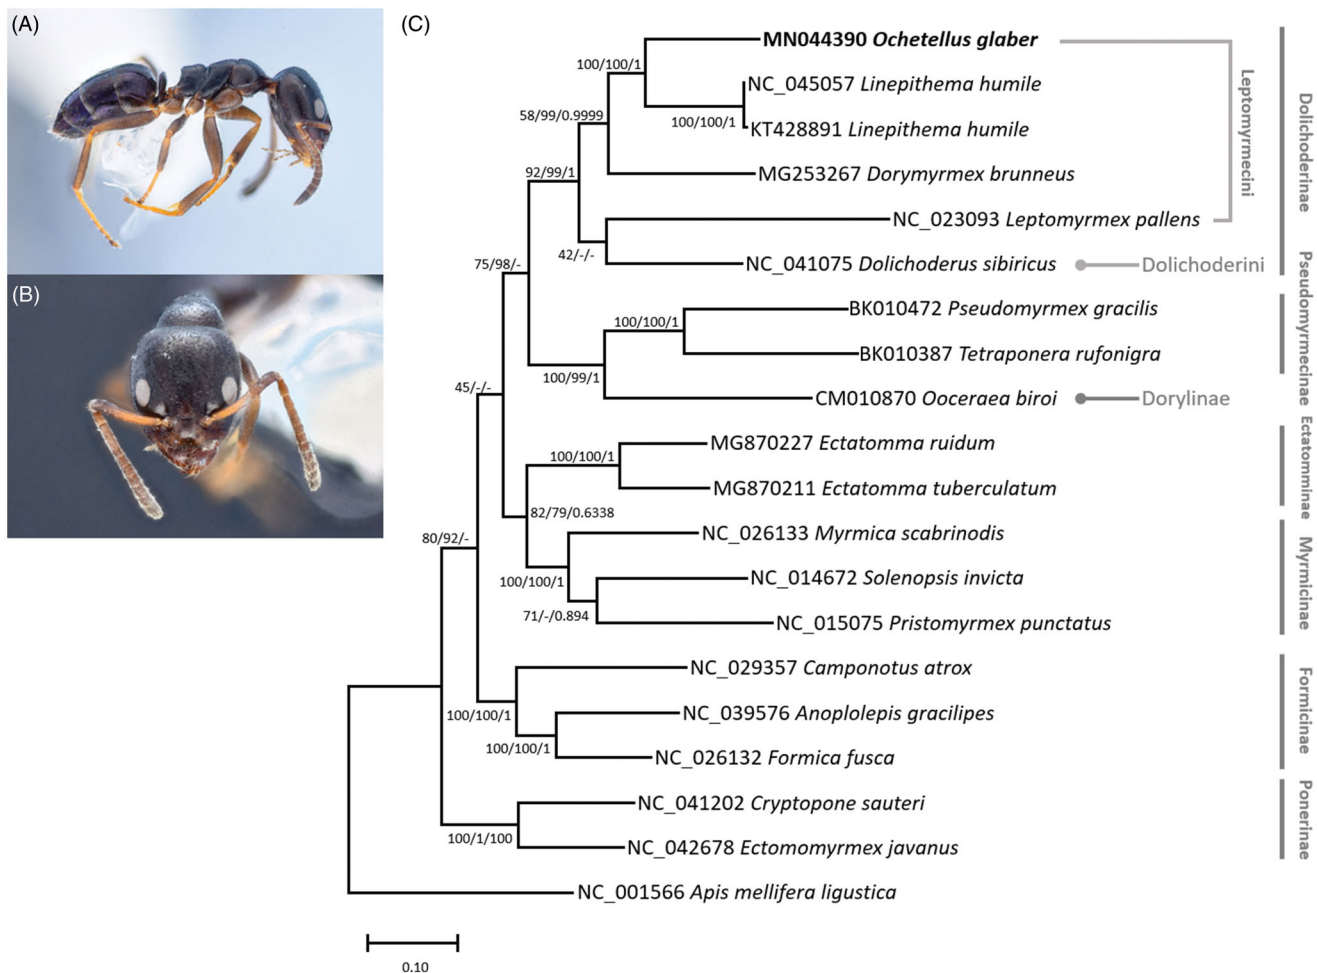 (A)
(B)
(C)
MN044390 Ochetellus glaber
100/100/1
NC_045057 Linepithema humile
100/100/1
KT428891 Linepithema humile
58/99/0.9999
MG253267 Dorymyrmex brunneus
92/99/1
NC_023093 Leptomyrmex pallens
42/-/-
NC_041075 Dolichoderus sibiricus
Dolichoderini
75/98/-
BK010472 Pseudomyrmex gracilis
100/100/1
BK010387 Tetraponera rufonigra
100/99/1
CM010870 Ooceraea biroi
Dorylinae
45/-/-
MG870227 Ectatomma ruidum
100/100/1
MG870211 Ectatomma tuberculatum
82/79/0.6338
NC_026133 Myrmica scabrinodis
100/100/1
NC_014672 Solenopsis invicta
71/-/0.894
NC_015075 Pristomyrmex punctatus
80/92/-
NC_029357 Camponotus atrox
100/100/1
NC_039576 Anoplolepis gracilipes
100/100/1
NC_026132 Formica fusca
NC_041202 Cryptopone sauteri
100/1/100
NC_042678 Ectomomyrmex javanus
NC_001566 Apis mellifera ligustica
0.10
Leptomyrmecini
Dolichoderinae
Pseudomyrmecinae
Ectatomminae
Myrmicinae
Formicinae
Ponerinae